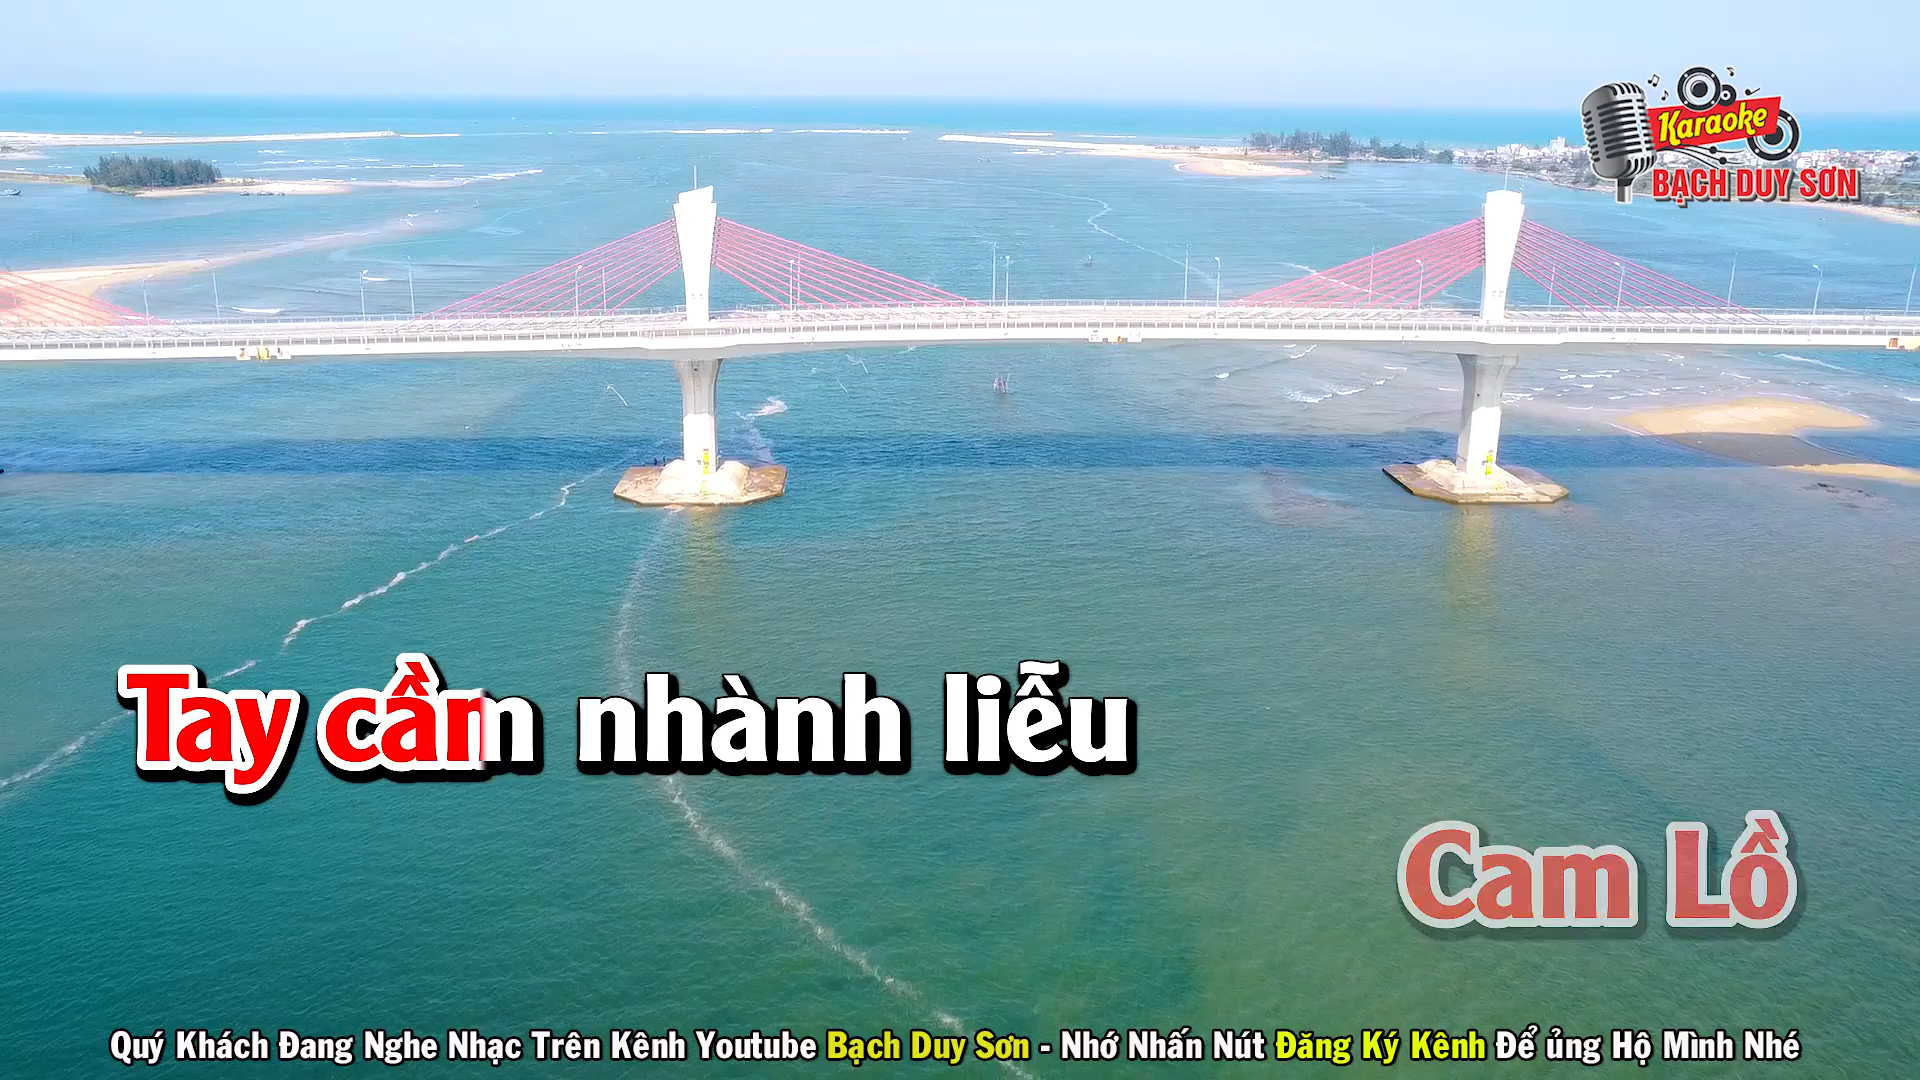 Karaoke
BẠCH DUY SƠN
Tay cầm nhành liễu
Cam Lồ
Quý Khách Đang Nghe Nhạc Trên Kênh Youtube Bạch Duy Sơn - Nhớ Nhấn Nút Đăng Ký Kênh Để ủng Hộ Mình Nhé